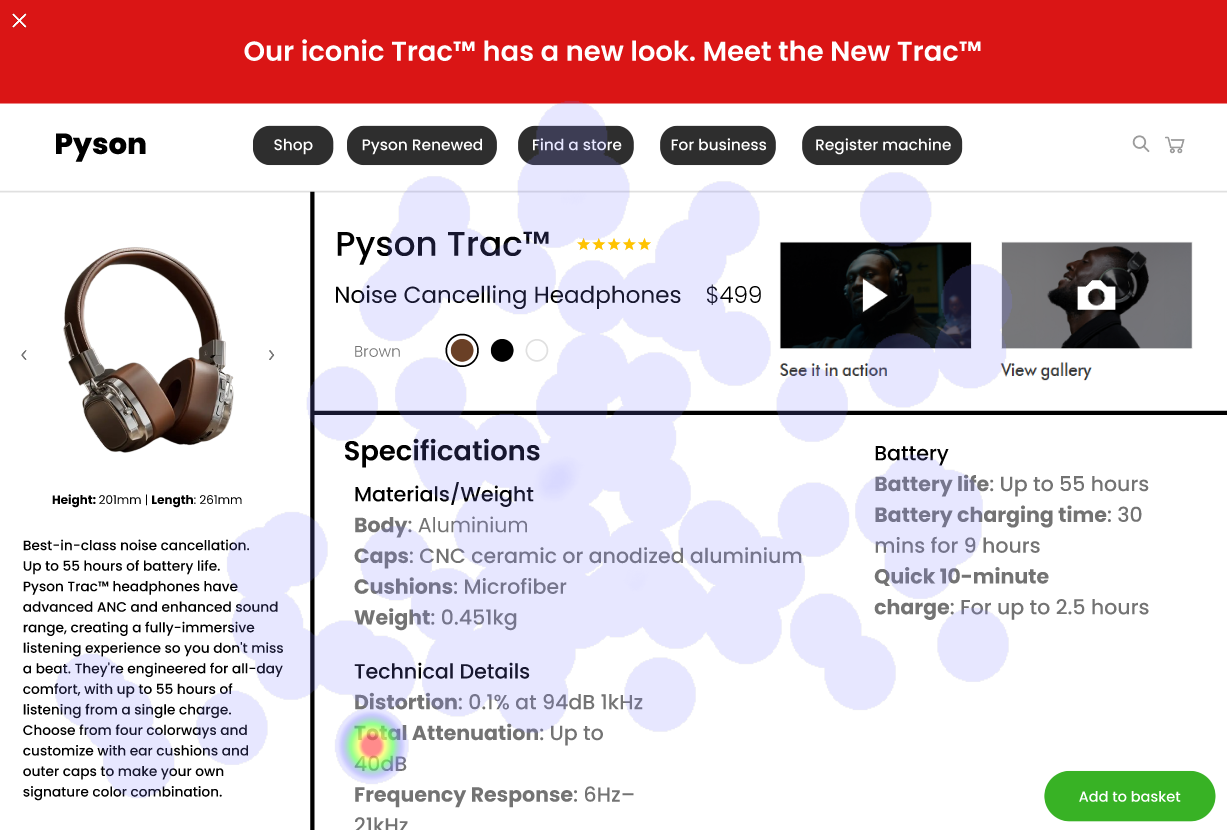 Our iconic Trac™ has a new look. Meet the New Trac™
Pyson
Shop
Pyson Renewed
Find a store
For business
Register machine
Pyson Trac™
Noise Cancelling Headphones $499
Brown
See it in action
View gallery
Height: 201mm | Length: 261mm
Best-in-class noise cancellation.
Up to 55 hours of battery life.
Pyson Trac™ headphones have
advanced ANC and enhanced sound
range, creating a fully-immersive
listening experience so you don't miss
a beat. They're engineered for all-day
comfort, with up to 55 hours of
listening from a single charge.
Choose from four colorways and
customize with ear cushions and
outer caps to make your own
signature color combination.
Specifications
Materials/Weight
Body: Aluminium
Caps: CNC ceramic or anodized aluminium
Cushions: Microfiber
Weight: 0.451kg
Technical Details
Distortion: 0.1% at 94dB 1kHz
Total Attenuation: Up to
40dB
Frequency Response: 6Hz–
21kHz
Battery
Battery life: Up to 55 hours
Battery charging time: 30
mins for 9 hours
Quick 10-minute
charge: For up to 2.5 hours
Add to basket